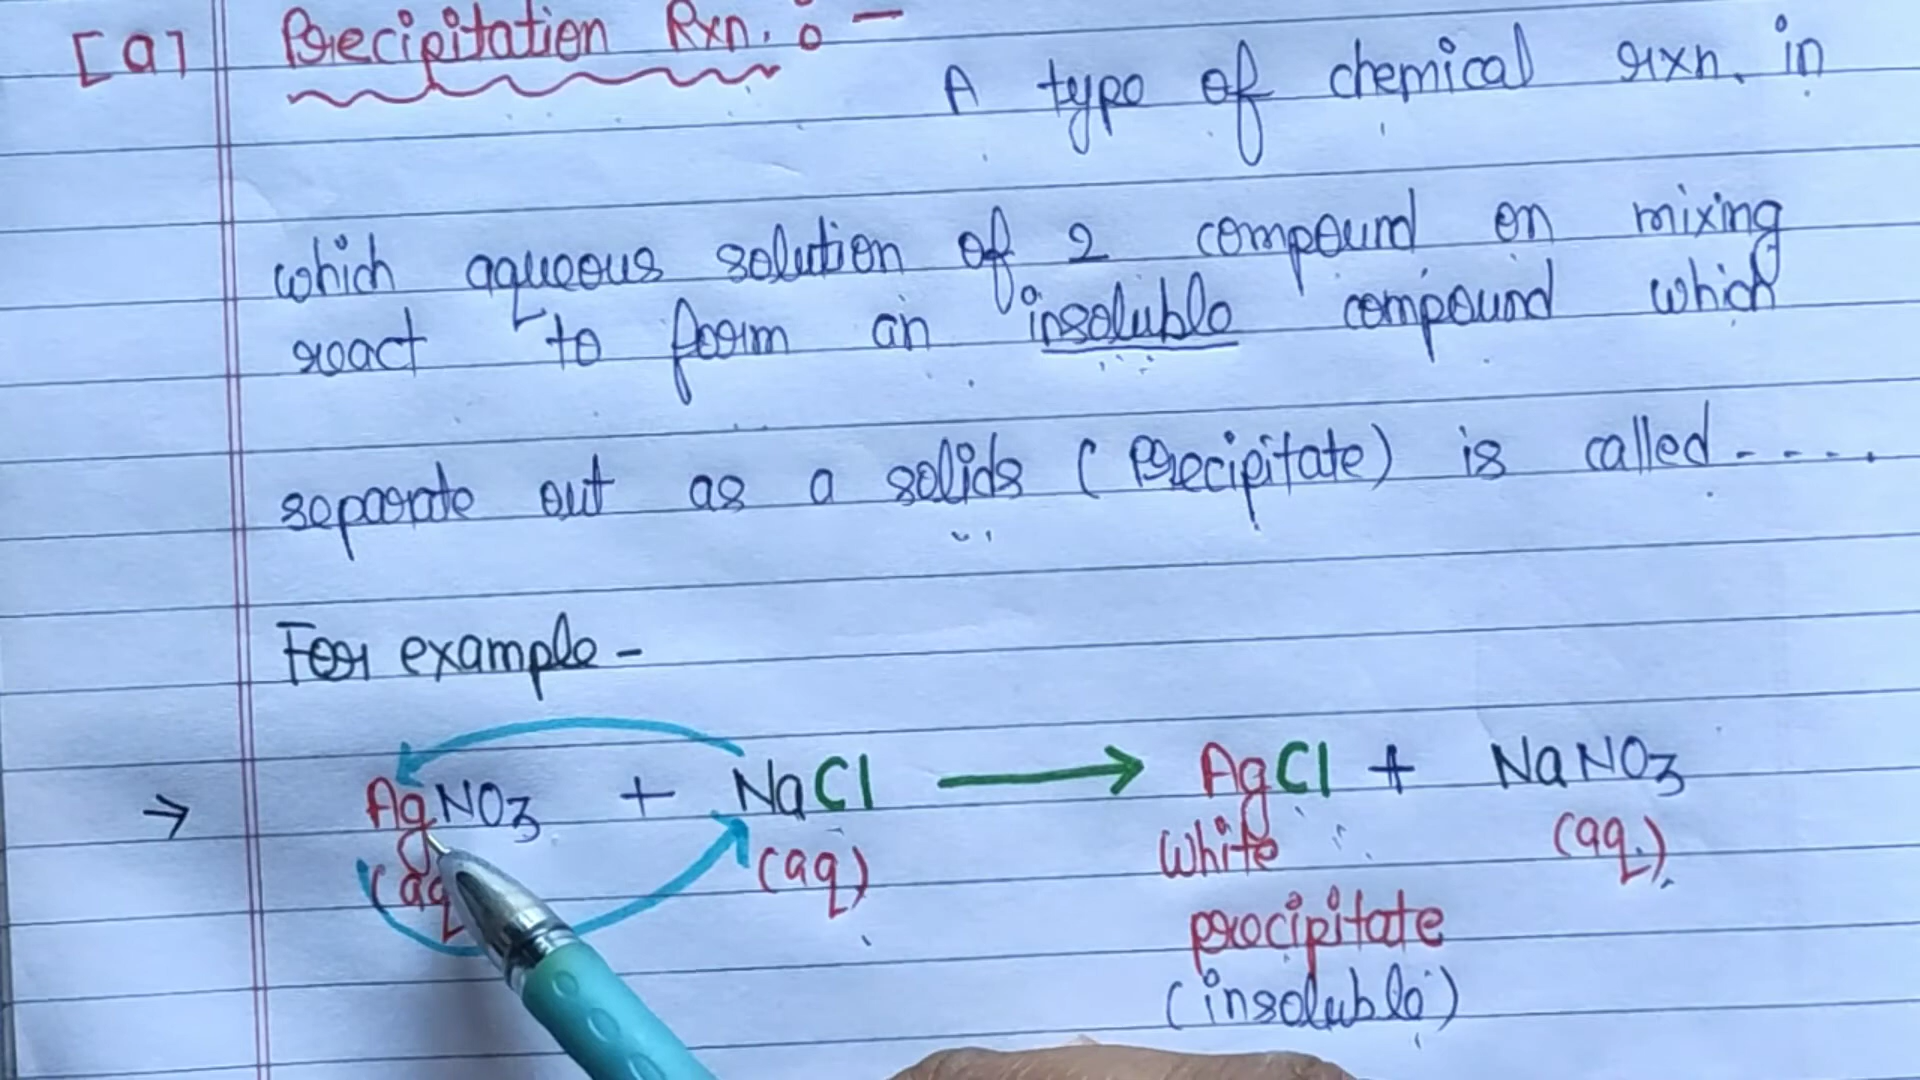 [a] Precipitation Rxn. :-
A type of chemical rxn. in
which aqueous solution of 2 compound on mixing
react to form an insoluble compound which
separate out as a solids (Precipitate) is called-----.
For example-
→ AgNO3 + NaCl → AgCl + NaNO3
(aq (aq) White (aq.)
precipitate
(insoluble)